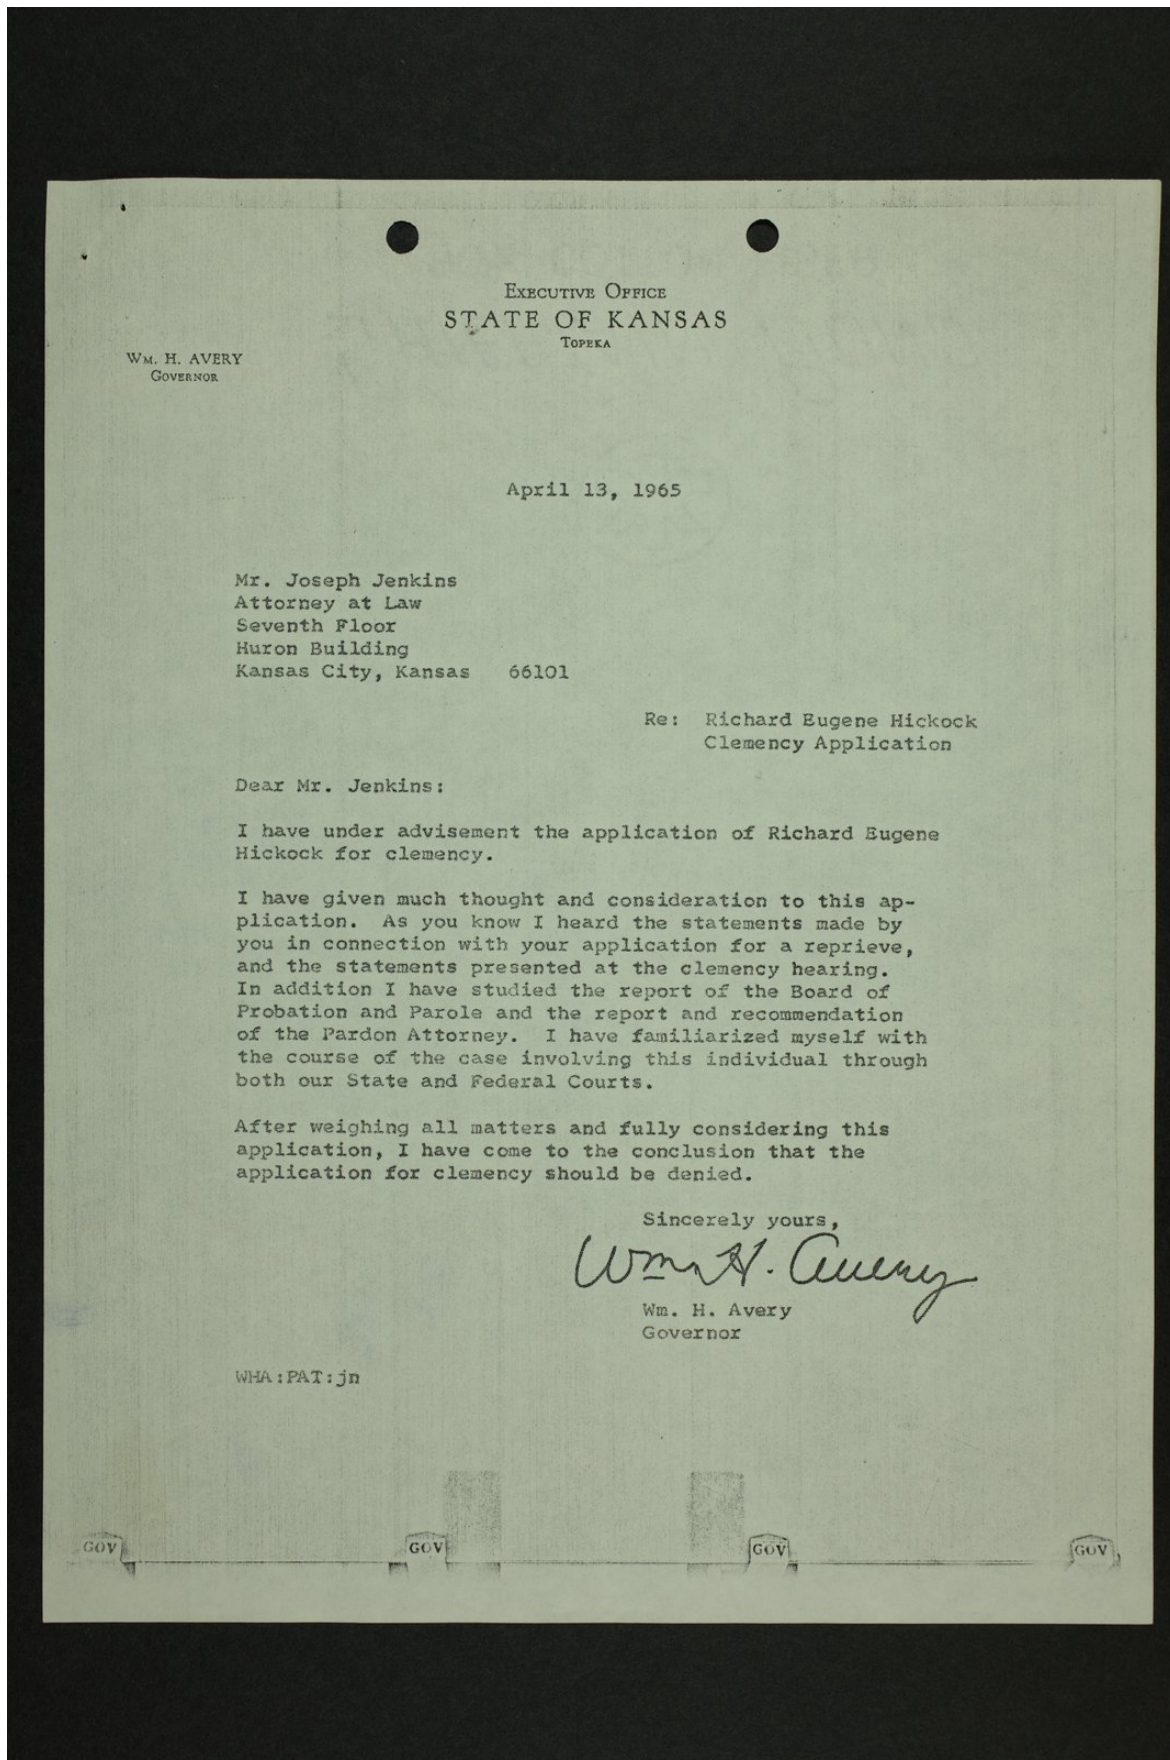 Executive Office
STATE OF KANSAS
Topeka
Wm. H. AVERY
Governor
April 13, 1965
Mr. Joseph Jenkins
Attorney at Law
Seventh Floor
Huron Building
Kansas City, Kansas 66101
Re: Richard Eugene Hickock
Clemency Application
Dear Mr. Jenkins:
I have under advisement the application of Richard Eugene
Hickock for clemency.
I have given much thought and consideration to this ap-
plication. As you know I heard the statements made by
you in connection with your application for a reprieve,
and the statements presented at the clemency hearing.
In addition I have studied the report of the Board of
Probation and Parole and the report and recommendation
of the Pardon Attorney. I have familiarized myself with
the course of the case involving this individual through
both our State and Federal Courts.
After weighing all matters and fully considering this
application, I have come to the conclusion that the
application for clemency should be denied.
Sincerely yours,
Wm. H. Avery
Wm. H. Avery
Governor
WHA:PAT:jn
GOV GOV GOV GOV